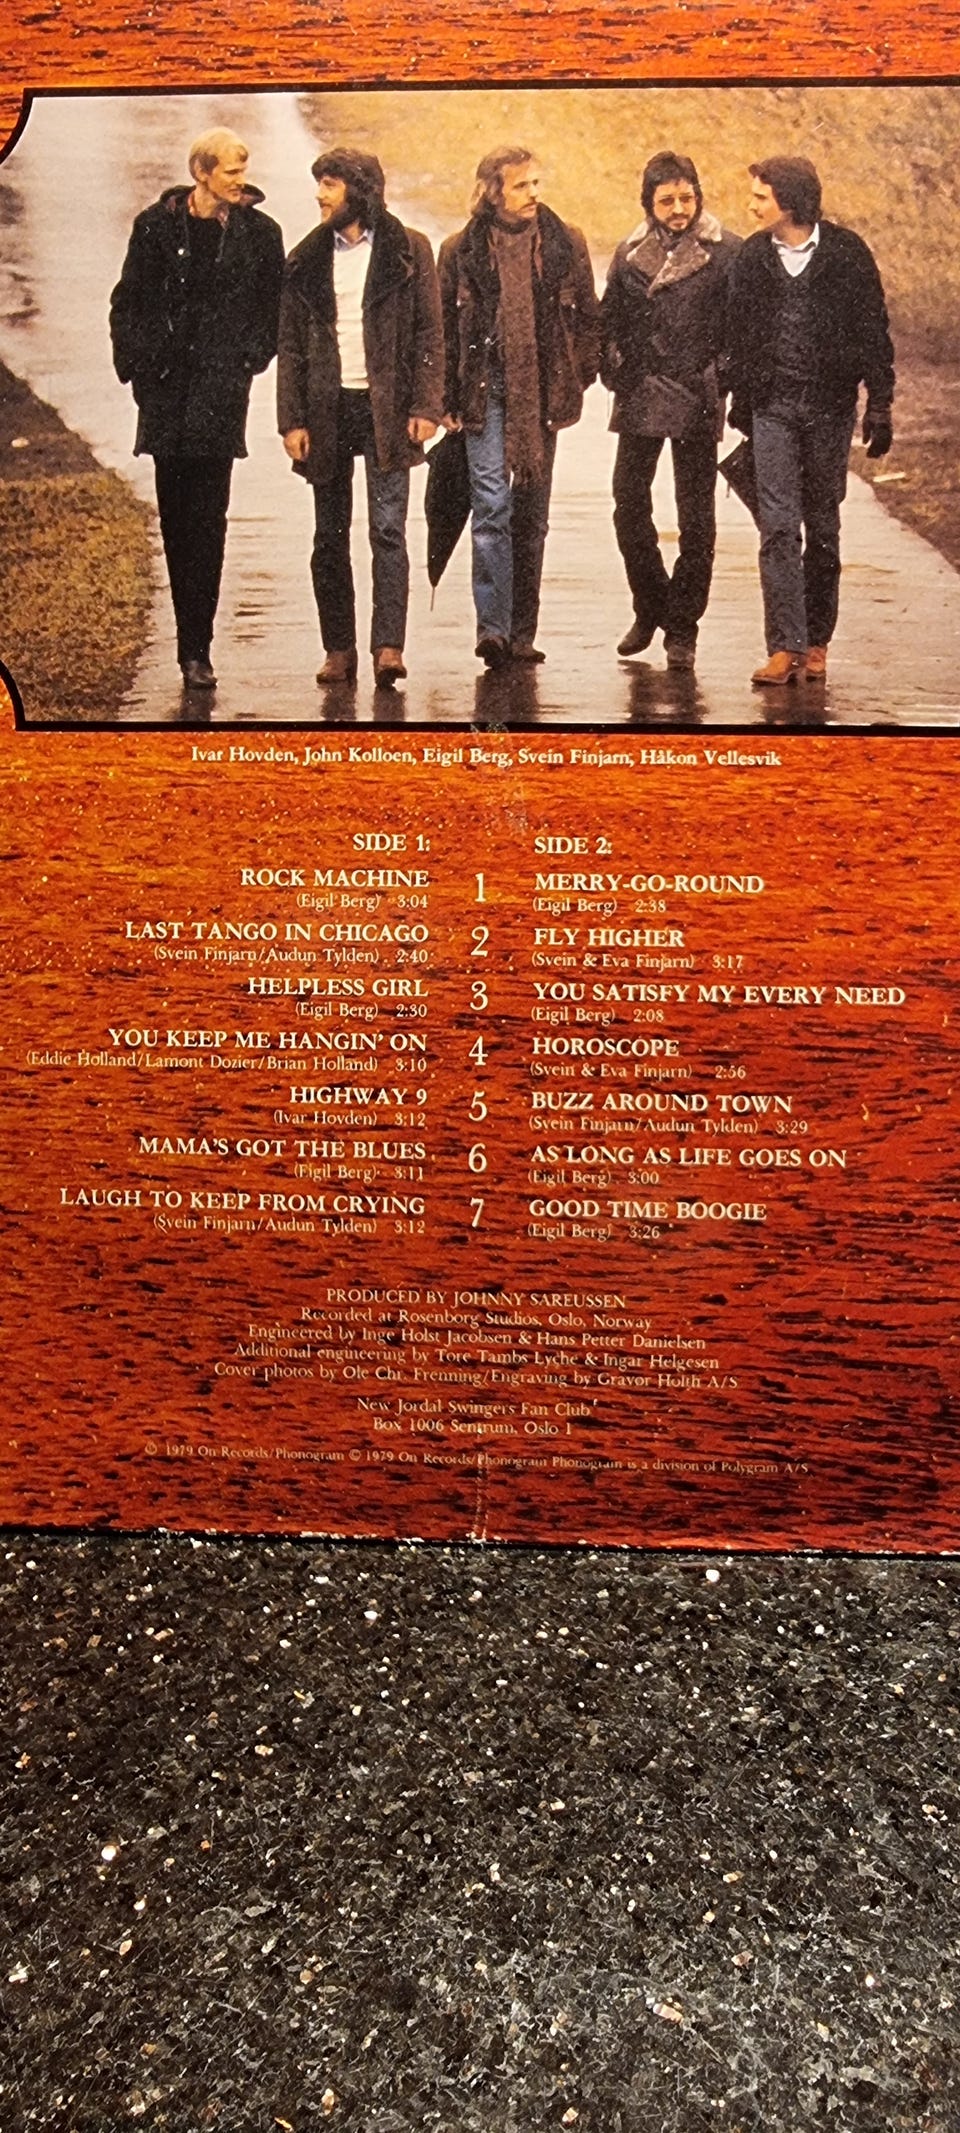 Ivar Hovden, John Kolloen, Eigil Berg, Svein Finjarn, Håkon Vellesvik
SIDE 1:
ROCK MACHINE 1
(Eigil Berg) 3:04
LAST TANGO IN CHICAGO 2
(Svein Finjarn/Audun Tylden) 2:40
HELPLESS GIRL 3
(Eigil Berg) 2:30
YOU KEEP ME HANGIN' ON 4
(Eddie Holland/Lamont Dozier/Brian Holland) 3:10
HIGHWAY 9 5
(Ivar Hovden) 3:12
MAMA'S GOT THE BLUES 6
(Eigil Berg) 3:11
LAUGH TO KEEP FROM CRYING 7
(Svein Finjarn/Audun Tylden) 3:12
SIDE 2:
MERRY-GO-ROUND
(Eigil Berg) 2:38
FLY HIGHER
(Svein & Eva Finjarn) 3:17
YOU SATISFY MY EVERY NEED
(Eigil Berg) 2:08
HOROSCOPE
(Svein & Eva Finjarn) 2:56
BUZZ AROUND TOWN
(Svein Finjarn/Audun Tylden) 3:29
AS LONG AS LIFE GOES ON
(Eigil Berg) 3:00
GOOD TIME BOOGIE
(Eigil Berg) 3:26
PRODUCED BY JOHNNY SAREUSSEN
Recorded at Rosenborg Studios, Oslo, Norway
Engineered by Inge Holst Jacobsen & Hans Petter Danielsen
Additional engineering by Tore Tambs Lyche & Ingar Helgesen
Cover photos by Ole Chr. Frenning/Engraving by Gravor Holth A/S
New Jordal Swingers Fan Club
Box 1006 Sentrum, Oslo 1
℗ 1979 On Records/Phonogram © 1979 On Records/Phonogram Phonogram is a division of Polygram A/S